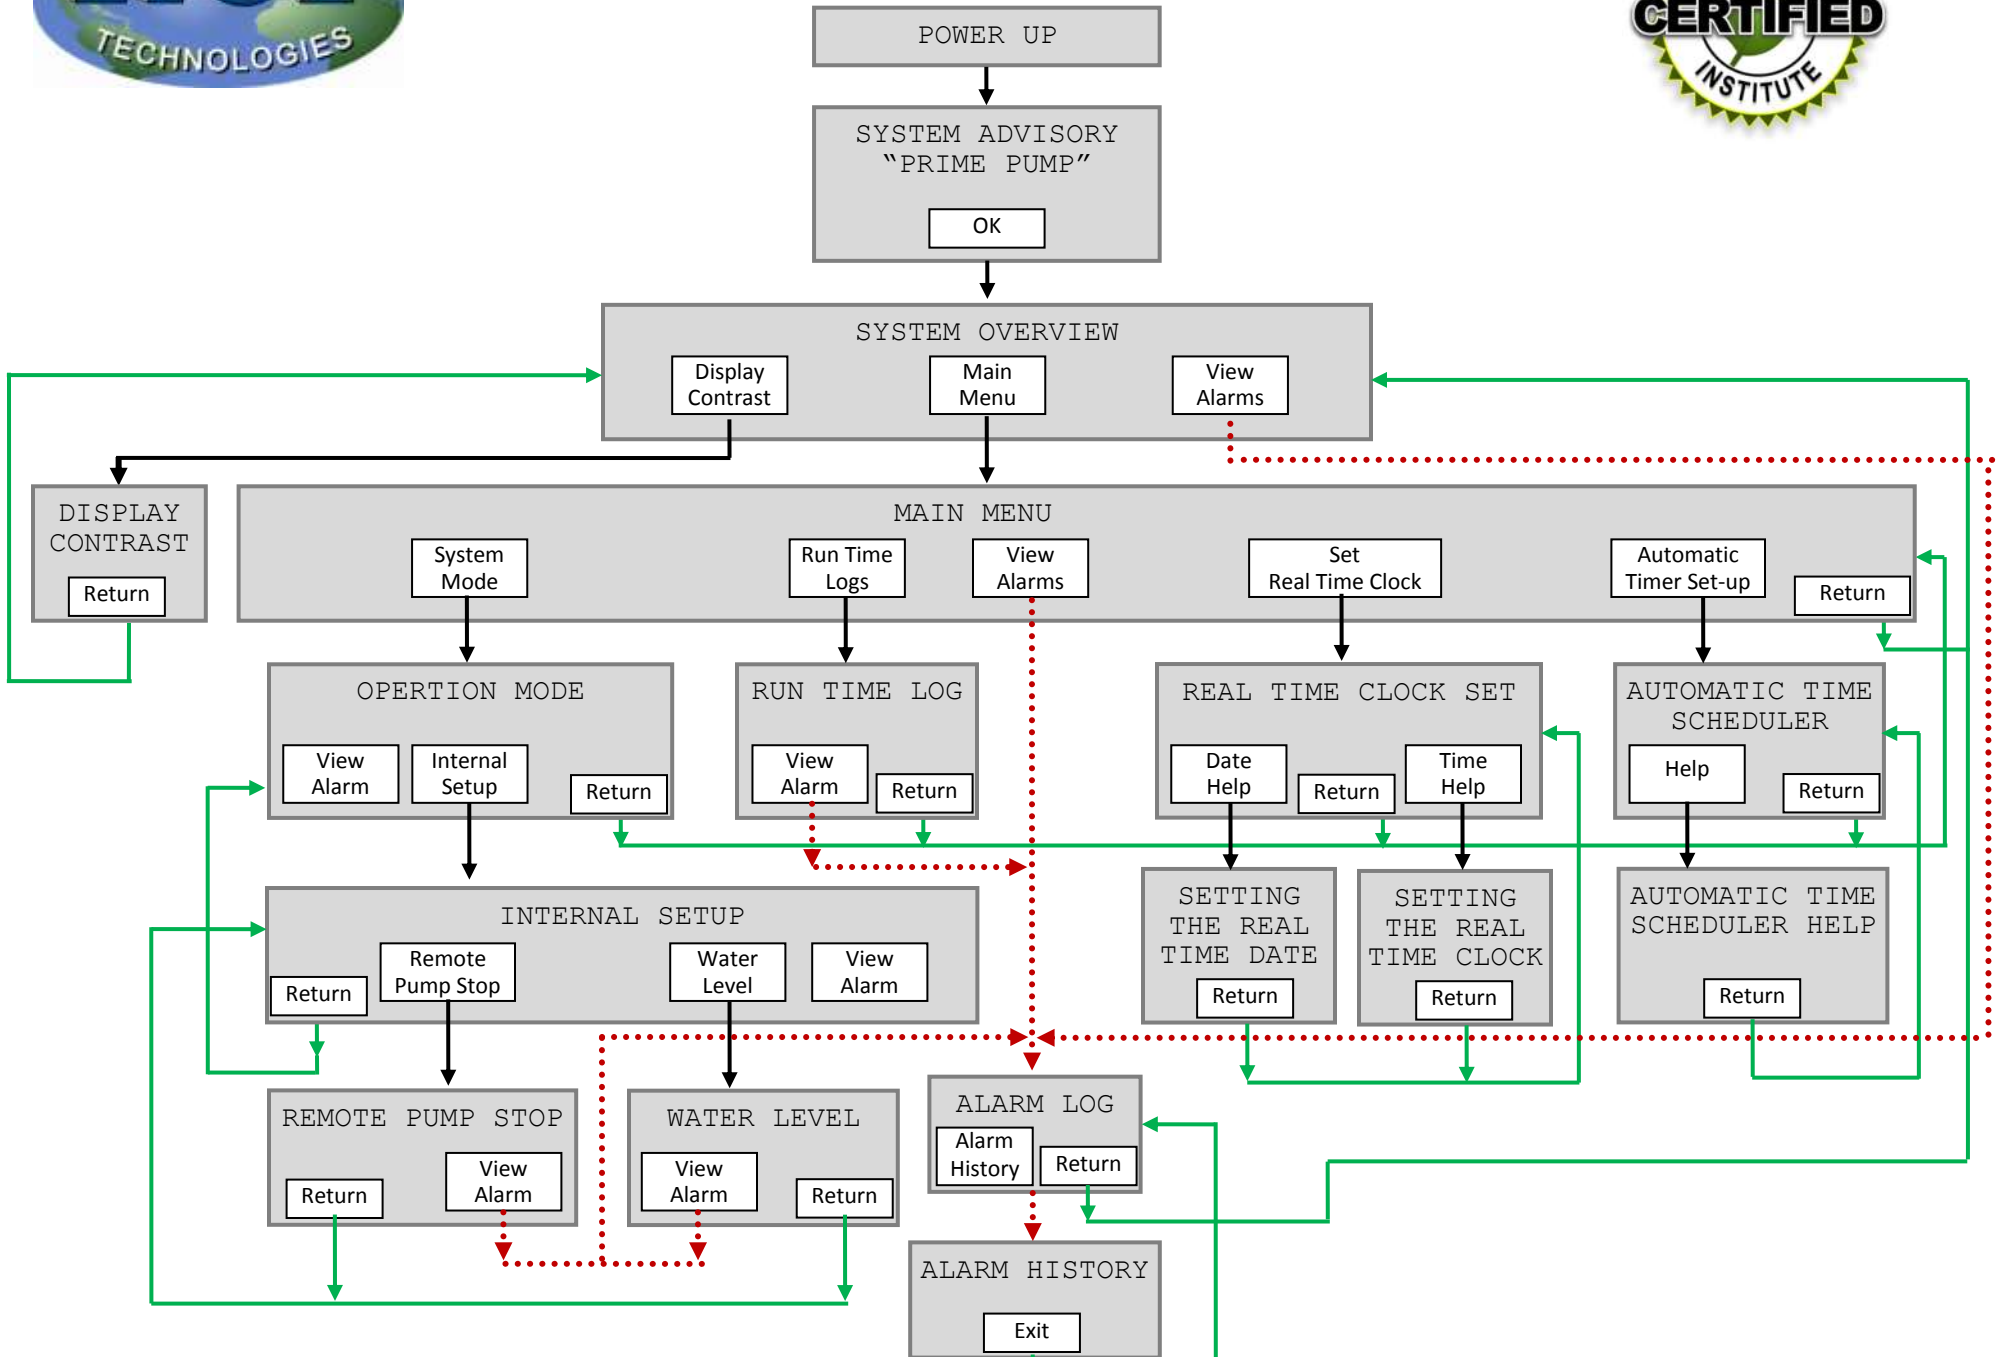 TECHNOLOGIES
CERTIFIED
INSTITUTE
POWER UP
SYSTEM ADVISORY
“PRIME PUMP”
OK
SYSTEM OVERVIEW
Display
Contrast
Main
Menu
View
Alarms
DISPLAY
CONTRAST
Return
MAIN MENU
System
Mode
Run Time
Logs
View
Alarms
Set
Real Time Clock
Automatic
Timer Set-up
Return
OPERTION MODE
View
Alarm
Internal
Setup
Return
RUN TIME LOG
View
Alarm
Return
REAL TIME CLOCK SET
Date
Help
Return
Time
Help
AUTOMATIC TIME
SCHEDULER
Help
Return
INTERNAL SETUP
Return
Remote
Pump Stop
Water
Level
View
Alarm
SETTING
THE REAL
TIME DATE
Return
SETTING
THE REAL
TIME CLOCK
Return
AUTOMATIC TIME
SCHEDULER HELP
Return
REMOTE PUMP STOP
Return
View
Alarm
WATER LEVEL
View
Alarm
Return
ALARM LOG
Alarm
History
Return
ALARM HISTORY
Exit